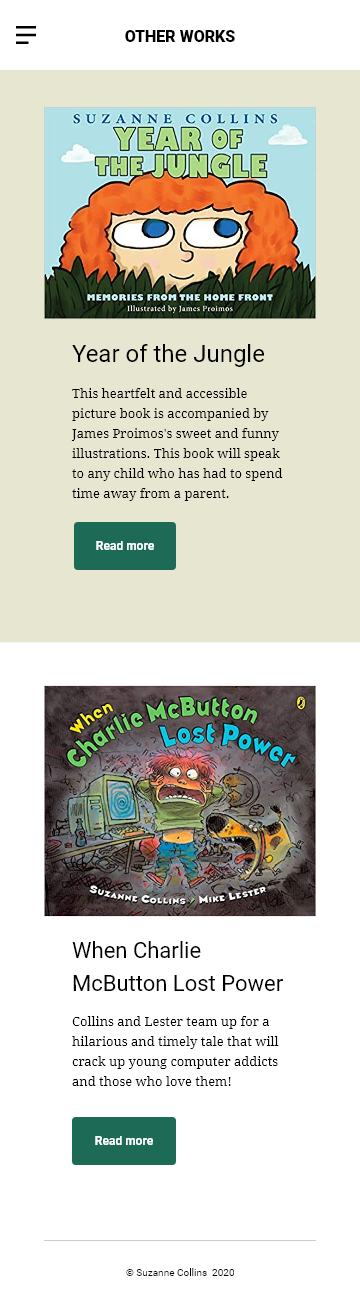 OTHER WORKS
SUZANNE COLLINS
YEAR OF
THE JUNGLE
MEMORIES FROM THE HOME FRONT
Illustrated by James Proimos
Year of the Jungle
This heartfelt and accessible
picture book is accompanied by
James Proimos's sweet and funny
illustrations. This book will speak
to any child who has had to spend
time away from a parent.
Read more
When
Charlie McButton
Lost Power
SUZANNE COLLINS • MIKE LESTER
When Charlie
McButton Lost Power
Collins and Lester team up for a
hilarious and timely tale that will
crack up young computer addicts
and those who love them!
Read more
© Suzanne Collins 2020